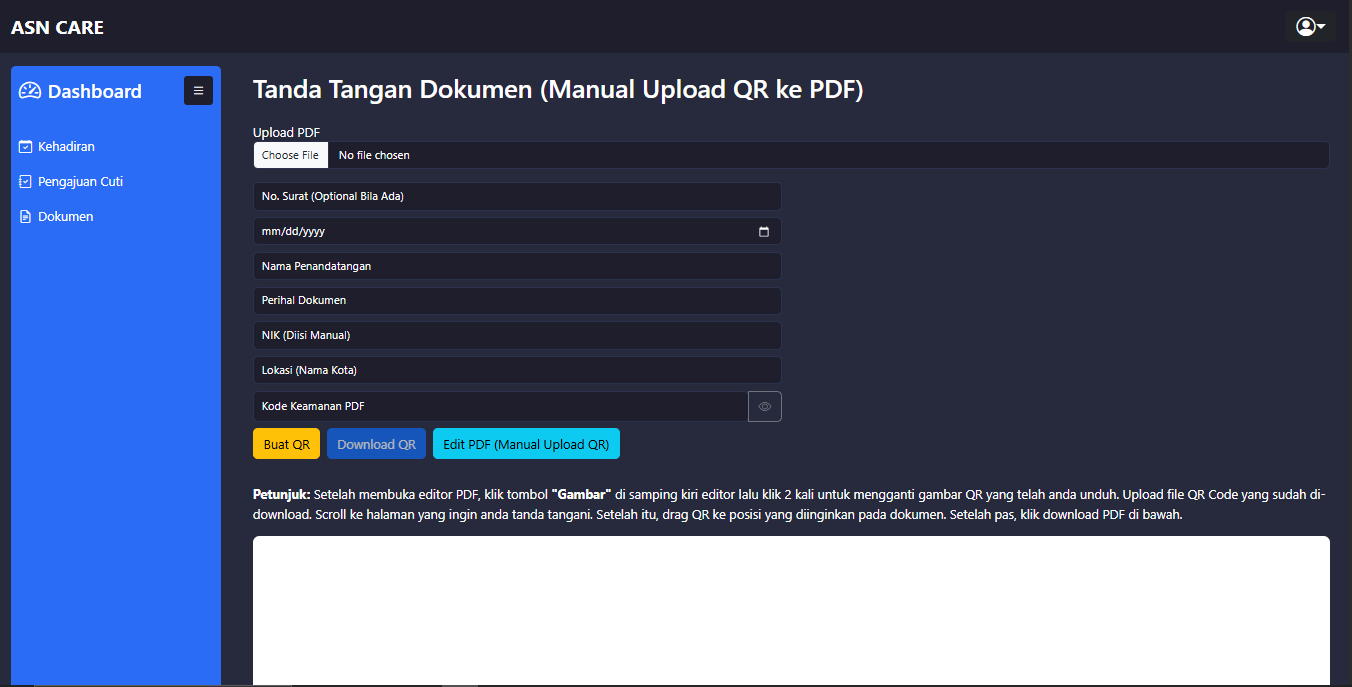 ASN CARE
Dashboard
Kehadiran
Pengajuan Cuti
Dokumen
Tanda Tangan Dokumen (Manual Upload QR ke PDF)
Upload PDF
Choose File No file chosen
No. Surat (Optional Bila Ada)
mm/dd/yyyy
Nama Penandatangan
Perihal Dokumen
NIK (Diisi Manual)
Lokasi (Nama Kota)
Kode Keamanan PDF
Buat QR Download QR Edit PDF (Manual Upload QR)
Petunjuk: Setelah membuka editor PDF, klik tombol "Gambar" di samping kiri editor lalu klik 2 kali untuk mengganti gambar QR yang telah anda unduh. Upload file QR Code yang sudah di-
download. Scroll ke halaman yang ingin anda tanda tangani. Setelah itu, drag QR ke posisi yang diinginkan pada dokumen. Setelah pas, klik download PDF di bawah.